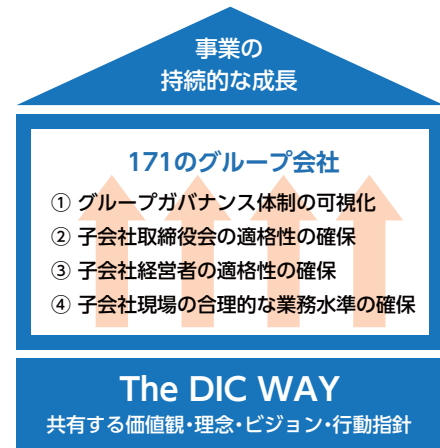 事業の
持続的な成長
171のグループ会社
① グループガバナンス体制の可視化
② 子会社取締役会の適格性の確保
③ 子会社経営者の適格性の確保
④ 子会社現場の合理的な業務水準の確保
The DIC WAY
共有する価値観・理念・ビジョン・行動指針